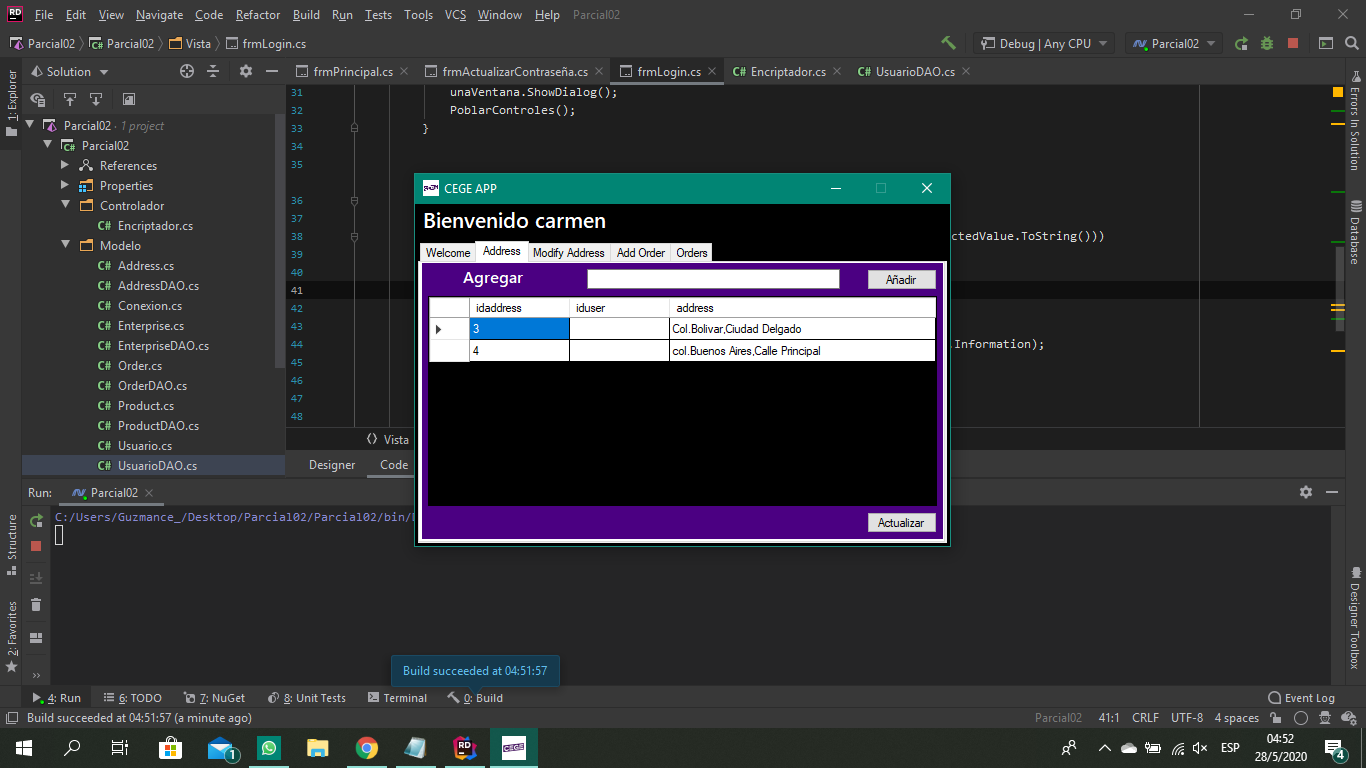 File Edit View Navigate Code Refactor Build Run Tests Tools VCS Window Help Parcial02
Parcial02 Parcial02 Vista frmLogin.cs Debug | Any CPU Parcial02
Solution frmPrincipal.cs frmActualizarContraseña.cs frmLogin.cs Encriptador.cs UsuarioDAO.cs
1: Explorer
Parcial02 · 1 project
Parcial02
References
Properties
Controlador
Encriptador.cs
Modelo
Address.cs
AddressDAO.cs
Conexion.cs
Enterprise.cs
EnterpriseDAO.cs
Order.cs
OrderDAO.cs
Product.cs
ProductDAO.cs
Usuario.cs
UsuarioDAO.cs
31 unaVentana.ShowDialog();
32 PoblarControles();
33 }
34
35
36
37
38 ctedValue.ToString()))
39
40
41
42
43
44 .Information);
45
46
47
48
Vista
Designer Code
CEGE APP
Bienvenido carmen
Welcome Address Modify Address Add Order Orders
Agregar Añadir
idaddress iduser address
3 Col.Bolivar,Ciudad Delgado
4 col.Buenos Aires,Calle Principal
Actualizar
Errors In Solution
Database
Designer Toolbox
Run: Parcial02
C:/Users/Guzmance_/Desktop/Parcial02/Parcial02/bin/
Structure
2: Favorites
Build succeeded at 04:51:57
4: Run 6: TODO 7: NuGet 8: Unit Tests Terminal 0: Build Event Log
Build succeeded at 04:51:57 (a minute ago) Parcial02 41:1 CRLF UTF-8 4 spaces
1 RD CEGE ESP 04:52
28/5/2020 4